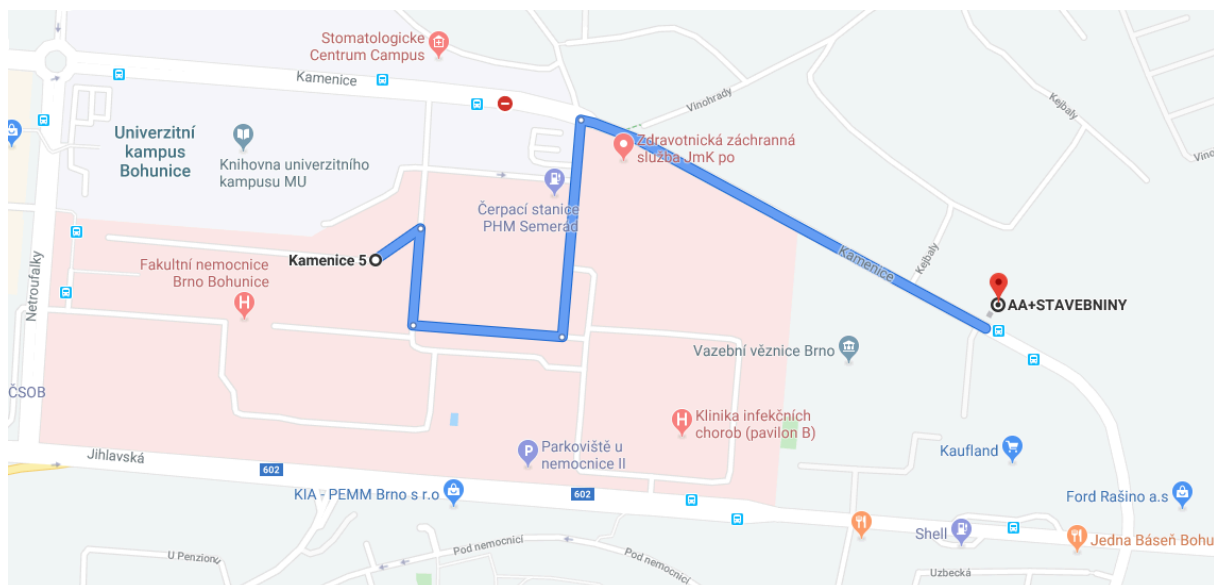 Stomatologicke
Centrum Campus
Kamenice
Vinohrady
Kejbaly
Univerzitní
kampus
Bohunice
Knihovna univerzitního
kampusu MU
Zdravotnická záchranná
služba JmK po
Čerpací stanice
PHM Semerád
Kamenice 5
Fakultní nemocnice
Brno Bohunice
Netroufalky
Kamenice
Kejbaly
AA+STAVEBNINY
Vazební věznice Brno
ČSOB
Klinika infekčních
chorob (pavilon B)
Parkoviště u
nemocnice II
Kaufland
Jihlavská
602
KIA - PEMM Brno s r.o
602
Ford Rašino a.s
Shell
Jedna Báseň Bohu
U Penzion
Pod nemocnicí
Pod nemocnicí
Uzbecká